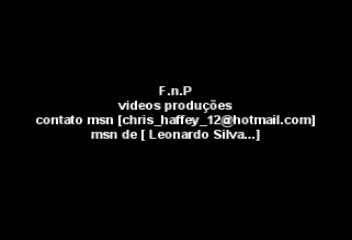 F.n.P
videos produções
contato msn [chris_haffey_12@hotmail.com]
msn de [ Leonardo Silva...]